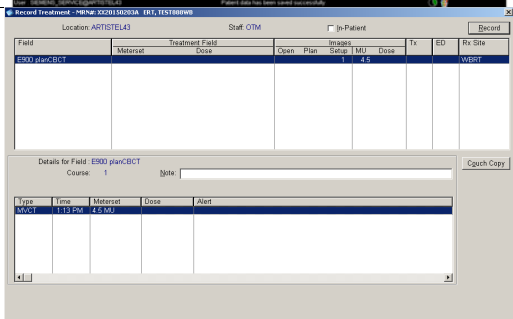 User SIEMENS_SERVICE@ARTISTEL43 Patient data has been saved successfully
Record Treatment - MRN#: XX20150203A ERT, TEST808WB
Location: ARTISTEL43 Staff: OTM In-Patient Record
Field Treatment Field Images Tx ED Rx Site
Meterset Dose Open Plan Setup MU Dose
E900 planCBCT 1 4.5 WBRT
Details for Field : E900 planCBCT Couch Copy
Course: 1 Note:
Type Time Meterset Dose Alert
MVCT 1:13 PM 4.5 MU